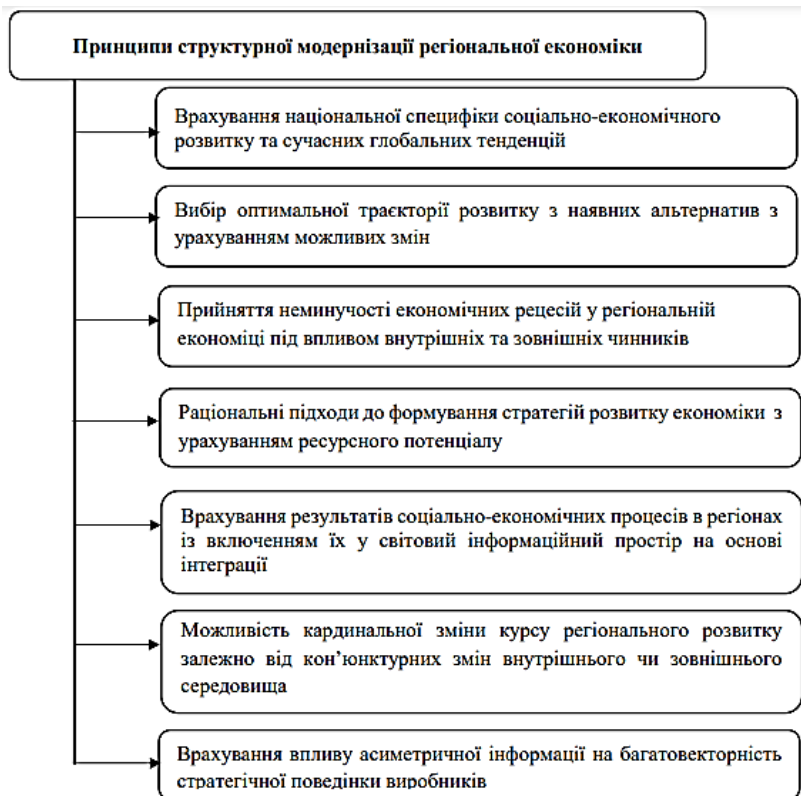 Принципи структурної модернізації регіональної економіки
Врахування національної специфіки соціально-економічного
розвитку та сучасних глобальних тенденцій
Вибір оптимальної траєкторії розвитку з наявних альтернатив з
урахуванням можливих змін
Прийняття неминучості економічних рецесій у регіональній
економіці під впливом внутрішніх та зовнішніх чинників
Раціональні підходи до формування стратегій розвитку економіки з
урахуванням ресурсного потенціалу
Врахування результатів соціально-економічних процесів в регіонах
із включенням їх у світовий інформаційний простір на основі
інтеграції
Можливість кардинальної зміни курсу регіонального розвитку
залежно від кон’юнктурних змін внутрішнього чи зовнішнього
середовища
Врахування впливу асиметричної інформації на багатовекторність
стратегічної поведінки виробників